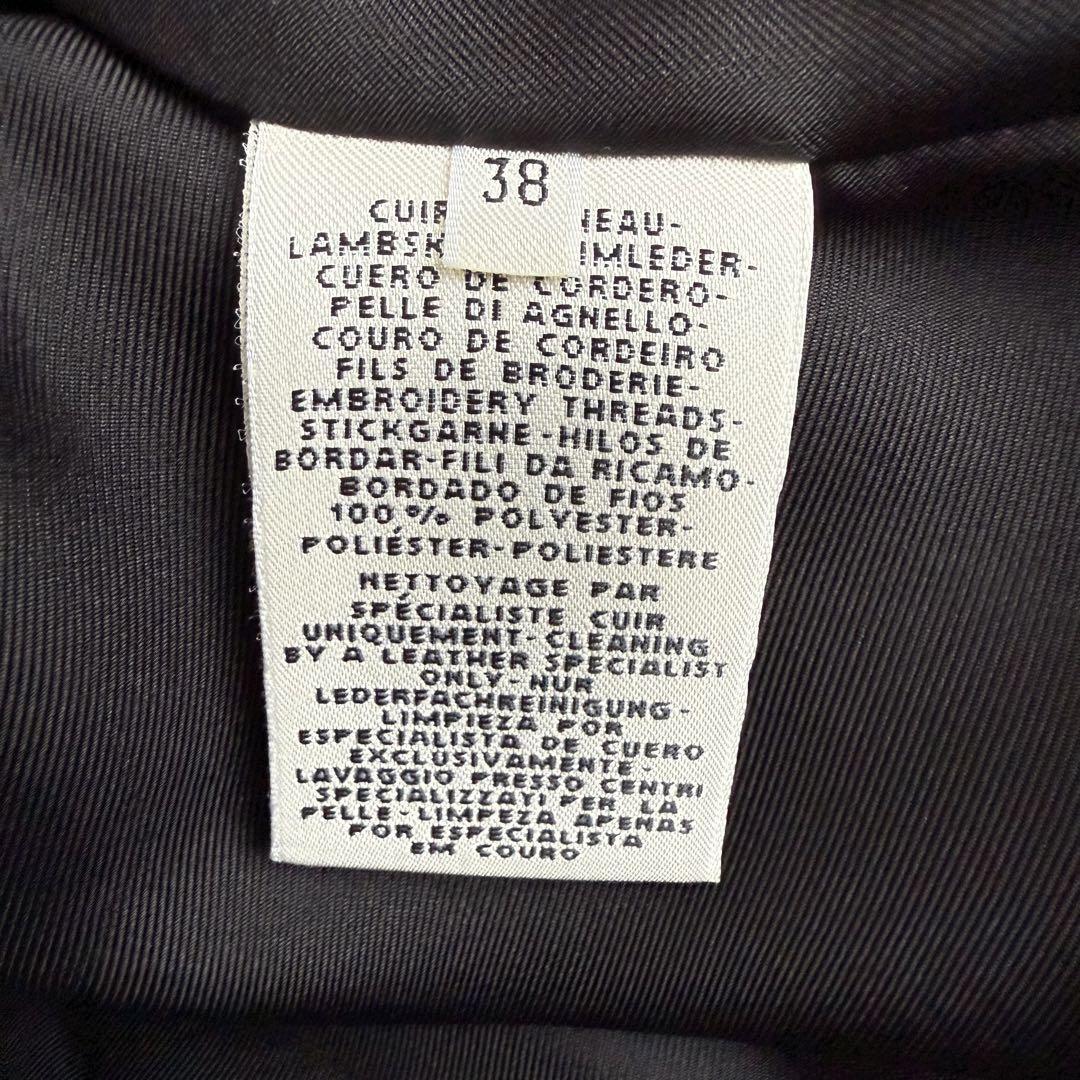 38
CUIR IEAU-
LAMBSK IMLEDER-
CUERO DE CORDERO-
PELLE DI AGNELLO-
COURO DE CORDEIRO
FILS DE BRODERIE-
EMBROIDERY THREADS-
STICKGARNE-HILOS DE
BORDAR-FILI DA RICAMO-
BORDADO DE FIOS
100% POLYESTER-
POLIÉSTER-POLIESTERE
NETTOYAGE PAR
SPÉCIALISTE CUIR
UNIQUEMENT-CLEANING
BY A LEATHER SPECIALIST
ONLY-NUR
LEDERFACHREINIGUNG-
LIMPIEZA POR
ESPECIALISTA DE CUERO
EXCLUSIVAMENTE-
LAVAGGIO PRESSO CENTRI
SPECIALIZZATI PER LA
PELLE-LIMPEZA APENAS
POR ESPECIALISTA
EM COURO